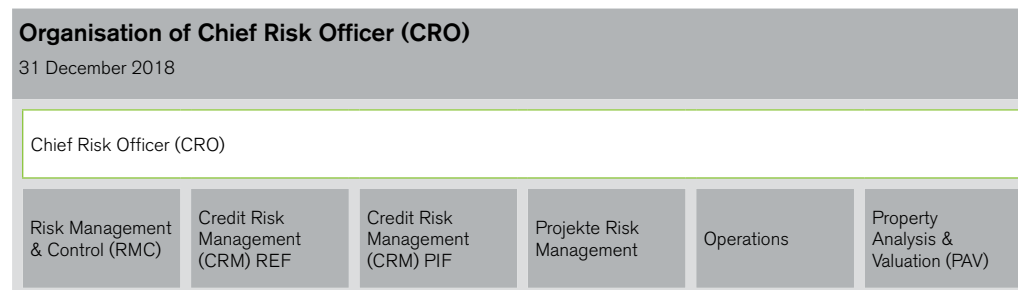 Organisation of Chief Risk Officer (CRO)
31 December 2018
Chief Risk Officer (CRO)
Risk Management
& Control (RMC)
Credit Risk
Management
(CRM) REF
Credit Risk
Management
(CRM) PIF
Projekte Risk
Management
Operations
Property
Analysis &
Valuation (PAV)